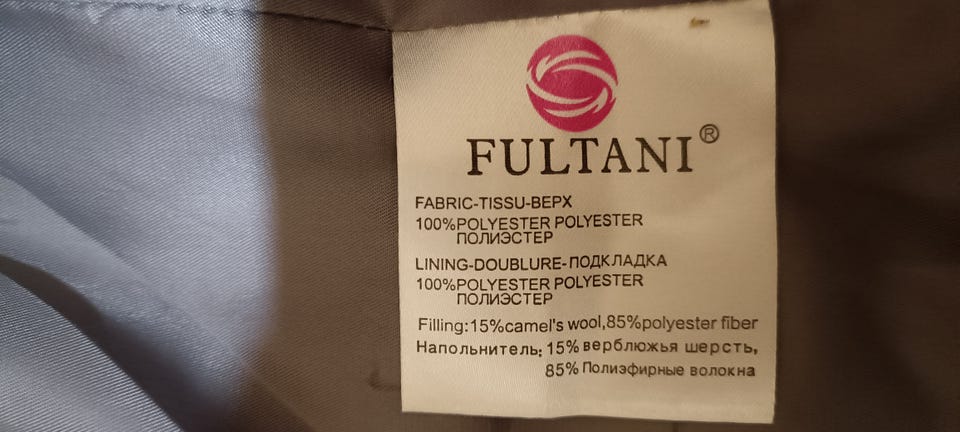 FULTANI®
FABRIC-TISSU-ВЕРХ
100%POLYESTER POLYESTER
ПОЛИЭСТЕР
LINING-DOUBLURE-ПОДКЛАДКА
100%POLYESTER POLYESTER
ПОЛИЭСТЕР
Filling:15%camel's wool,85%polyester fiber
Напольнитель: 15% верблюжья шерсть,
85% Полиэфирные волокна